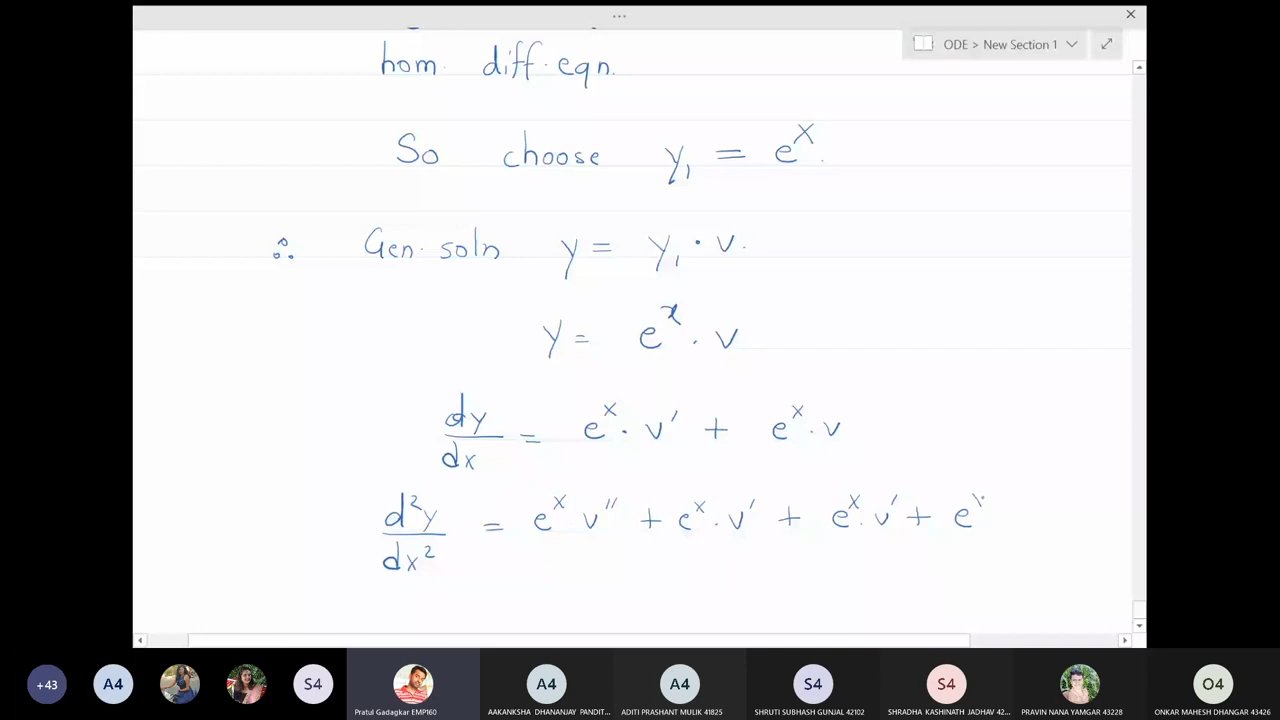 ODE > New Section 1
hom. diff. eqn.
So choose y₁ = eˣ.
∴ Gen. soln y = y₁ · v.
y = eˣ · v
dy/dx = eˣ · v′ + eˣ · v
d²y/dx² = eˣ v″ + eˣ · v′ + eˣ · v′ + e
+43
A4
S4
A4
A4
S4
S4
O4
Pratul Gadagkar EMP160
AAKANKSHA DHANANJAY PANDIT...
ADITI PRASHANT MULIK 41825
SHRUTI SUBHASH GUNJAL 42102
SHRADHA KASHINATH JADHAV 42...
PRAVIN NANA YAMGAR 43228
ONKAR MAHESH DHANGAR 43426